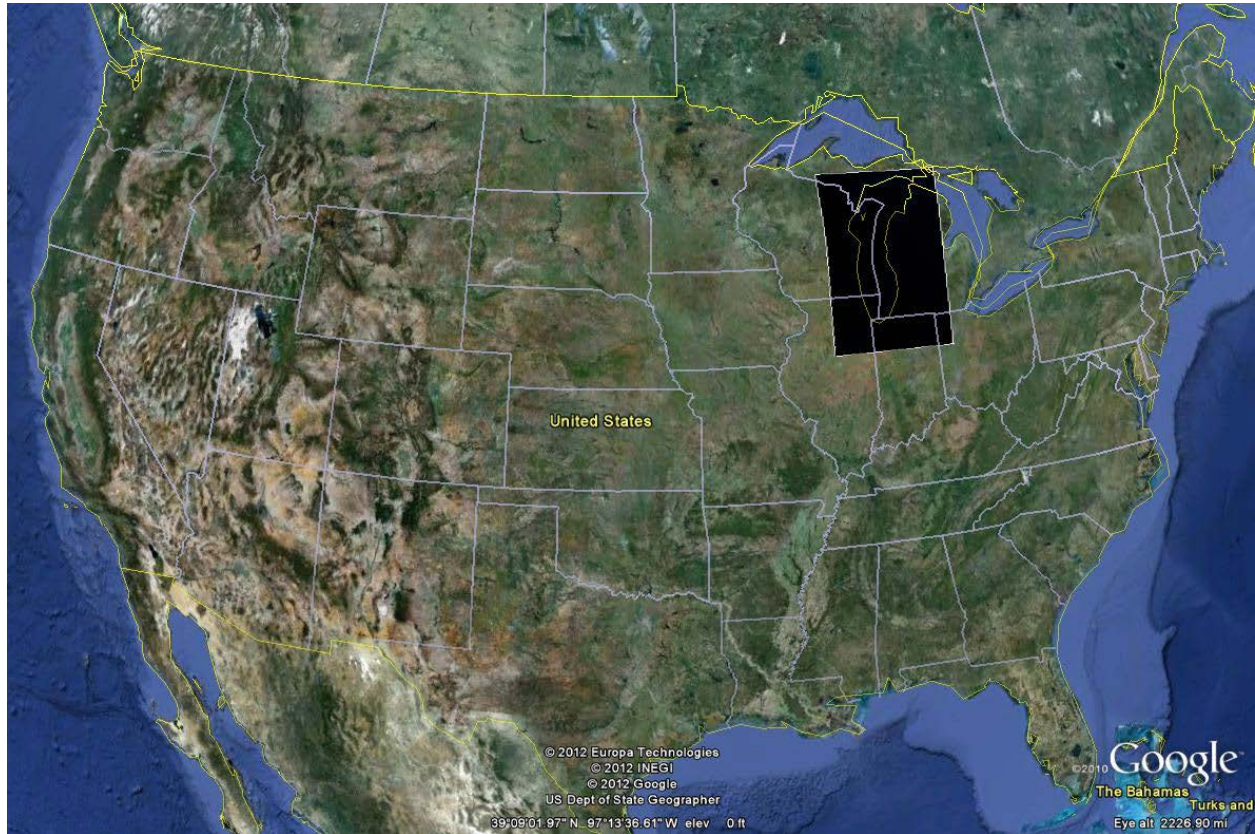 United States
© 2012 Europa Technologies
© 2012 INEGI
© 2012 Google
US Dept of State Geographer
39°09'01.97" N 97°13'36.61" W elev 0 ft
©2010 Google
The Bahamas
Turks and
Eye alt 2226.90 mi